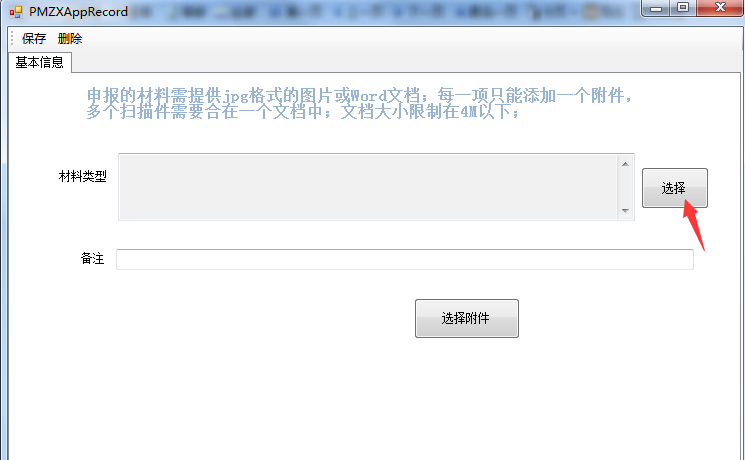 PMZXAppRecord
保存 删除
基本信息
申报的材料需提供jpg格式的图片或Word文档；每一项只能添加一个附件，
多个扫描件需要合在一个文档中；文档大小限制在4M以下；
材料类型
选择
备注
选择附件